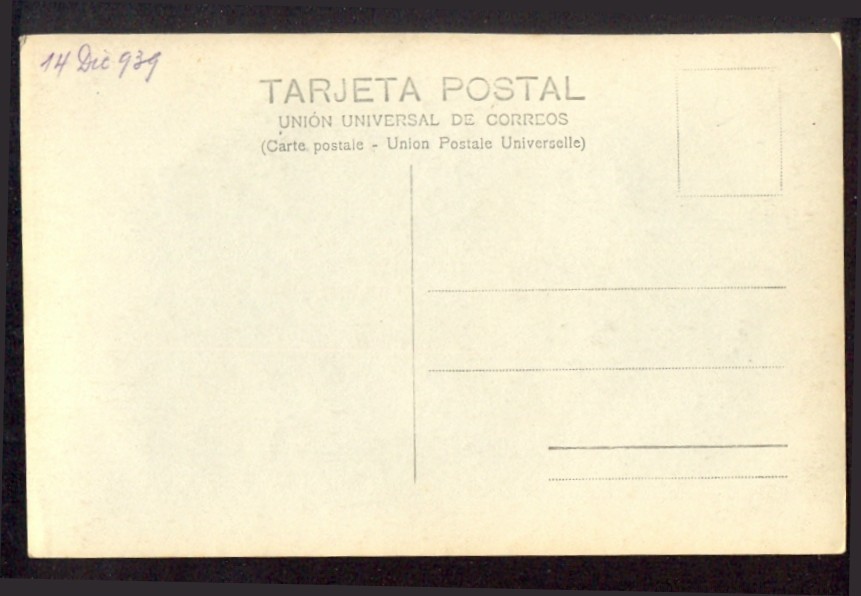 14 Dic 939
TARJETA POSTAL
UNIÓN UNIVERSAL DE CORREOS
(Carte postale - Union Postale Universelle)